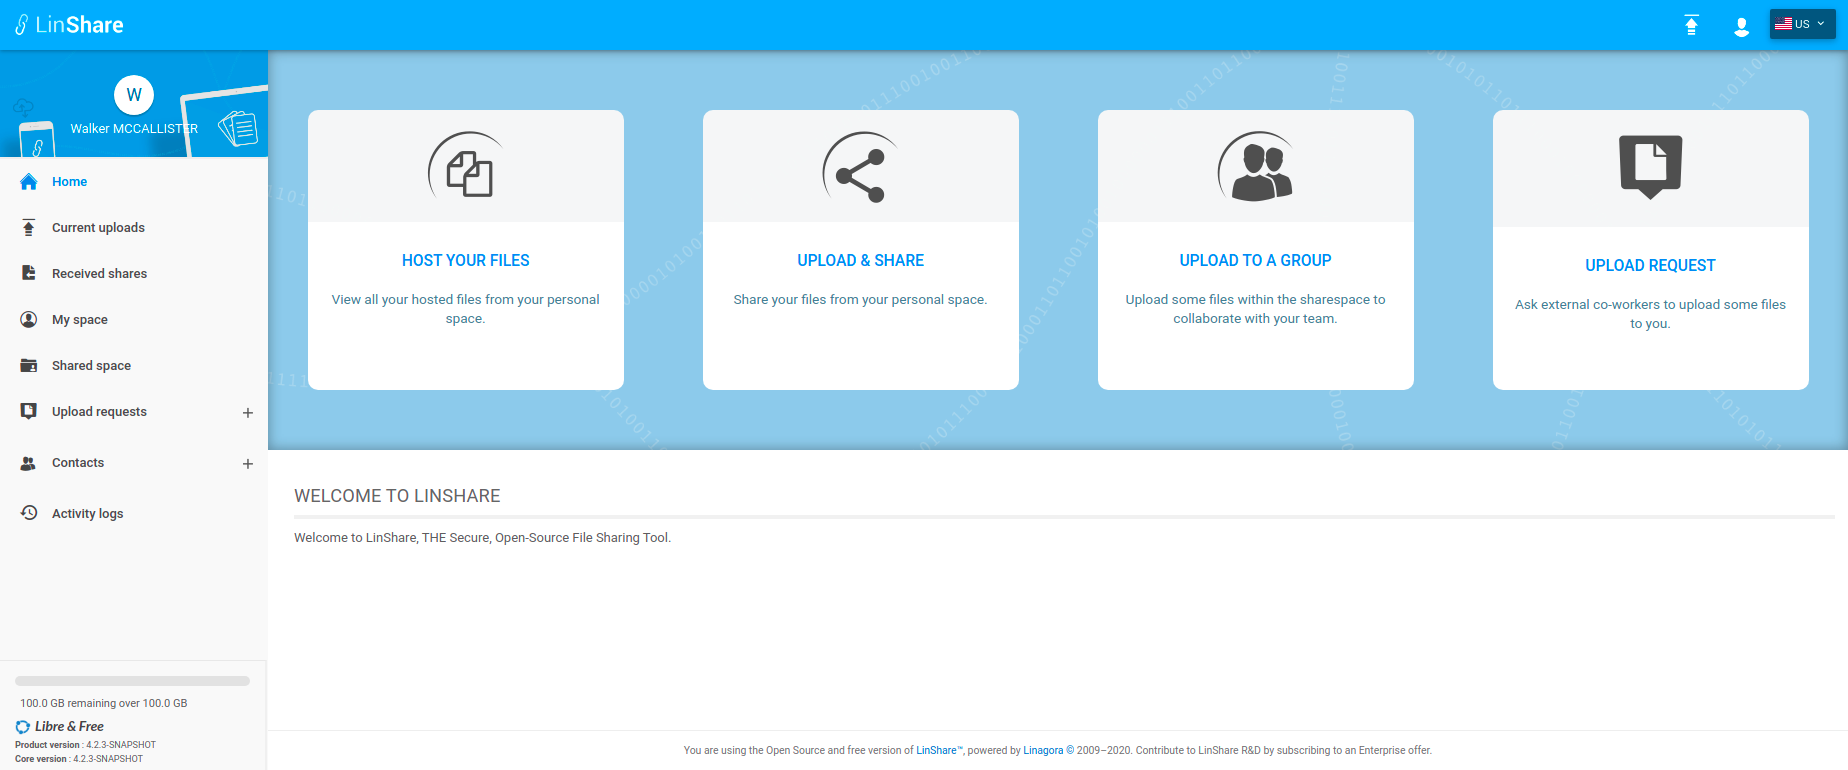 LinShare
US
W
Walker MCCALLISTER
Home
Current uploads
Received shares
My space
Shared space
Upload requests
Contacts
Activity logs
100.0 GB remaining over 100.0 GB
Libre & Free
Product version : 4.2.3-SNAPSHOT
Core version : 4.2.3-SNAPSHOT
HOST YOUR FILES
View all your hosted files from your personal
space.
UPLOAD & SHARE
Share your files from your personal space.
UPLOAD TO A GROUP
Upload some files within the sharespace to
collaborate with your team.
UPLOAD REQUEST
Ask external co-workers to upload some files
to you.
WELCOME TO LINSHARE
Welcome to LinShare, THE Secure, Open-Source File Sharing Tool.
You are using the Open Source and free version of LinShare™, powered by Linagora © 2009–2020. Contribute to LinShare R&D by subscribing to an Enterprise offer.